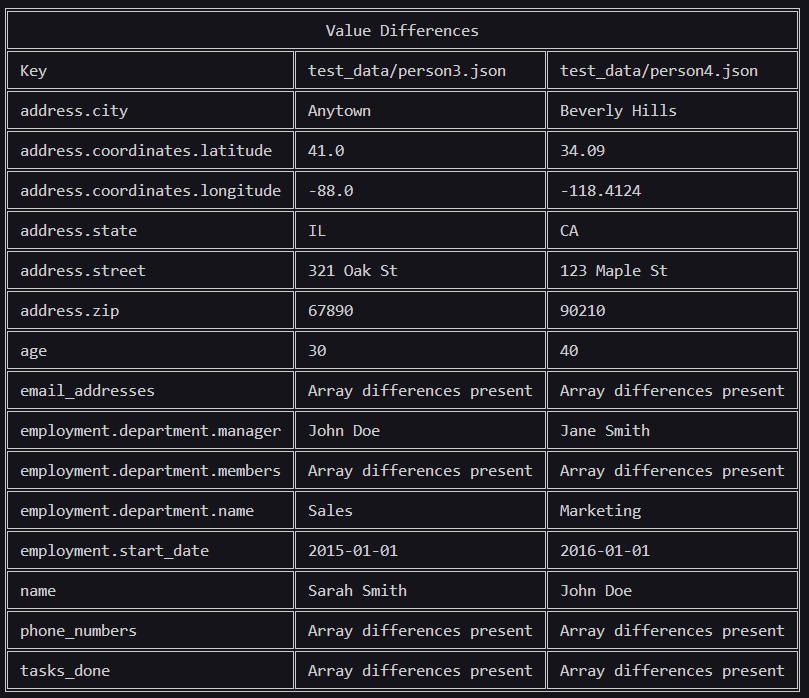 Value Differences
Key test_data/person3.json test_data/person4.json
address.city Anytown Beverly Hills
address.coordinates.latitude 41.0 34.09
address.coordinates.longitude -88.0 -118.4124
address.state IL CA
address.street 321 Oak St 123 Maple St
address.zip 67890 90210
age 30 40
email_addresses Array differences present Array differences present
employment.department.manager John Doe Jane Smith
employment.department.members Array differences present Array differences present
employment.department.name Sales Marketing
employment.start_date 2015-01-01 2016-01-01
name Sarah Smith John Doe
phone_numbers Array differences present Array differences present
tasks_done Array differences present Array differences present